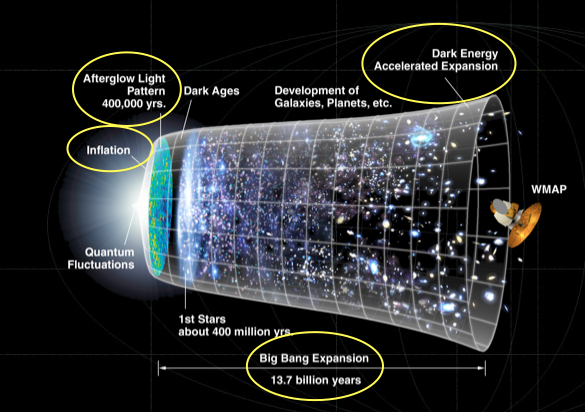 Dark Energy
Accelerated Expansion
Afterglow Light
Pattern
400,000 yrs.
Dark Ages
Development of
Galaxies, Planets, etc.
Inflation
WMAP
Quantum
Fluctuations
1st Stars
about 400 million yrs.
Big Bang Expansion
13.7 billion years